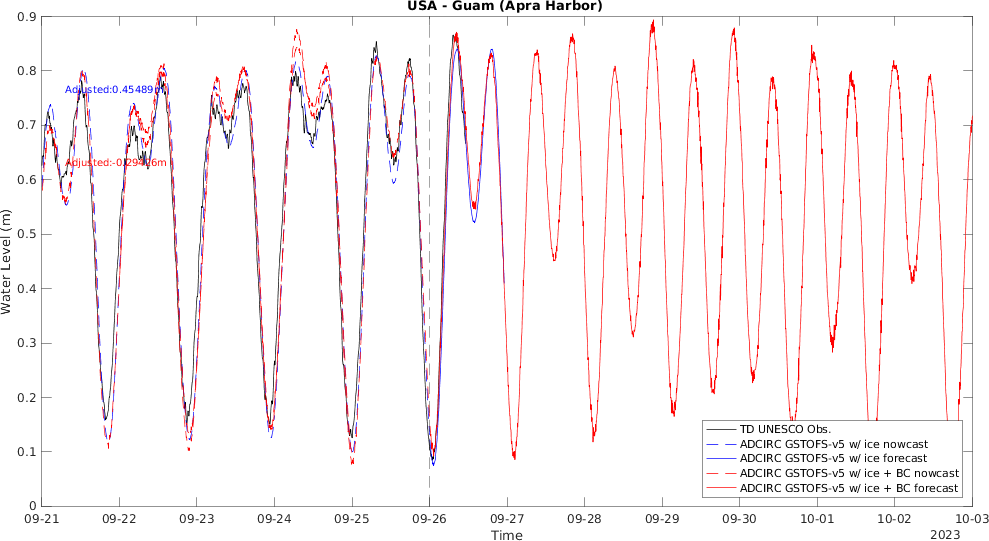 USA - Guam (Apra Harbor)
0.9
0.8
0.7
0.6
0.5
0.4
0.3
0.2
0.1
0
Water Level (m)
Adjusted:0.45489m
TD UNESCO Obs.
ADCIRC GSTOFS-v5 w/ ice nowcast
ADCIRC GSTOFS-v5 w/ ice forecast
ADCIRC GSTOFS-v5 w/ ice + BC nowcast
ADCIRC GSTOFS-v5 w/ ice + BC forecast
09-21 09-22 09-23 09-24 09-25 09-26 09-27 09-28 09-29 09-30 10-01 10-02 10-03
Time
2023